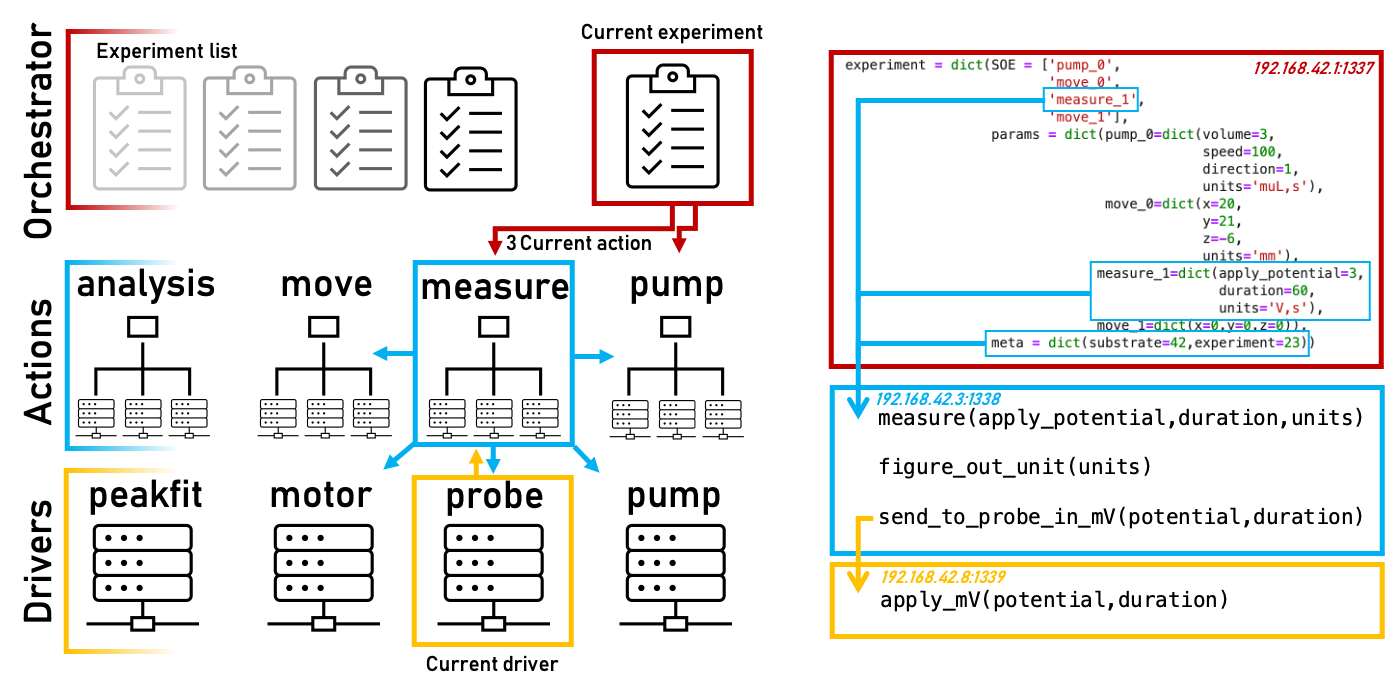 Orchestrator
Experiment list
Current experiment
3 Current action
Actions
analysis
move
measure
pump
Drivers
peakfit
motor
probe
pump
Current driver
192.168.42.1:1337
experiment = dict(SOE = ['pump_0',
'move_0',
'measure_1',
'move_1'],
params = dict(pump_0=dict(volume=3,
speed=100,
direction=1,
units='muL,s'),
move_0=dict(x=20,
y=21,
z=-6,
units='mm'),
measure_1=dict(apply_potential=3,
duration=60,
units='V,s'),
move_1=dict(x=0,y=0,z=0)),
meta = dict(substrate=42,experiment=23))
192.168.42.3:1338
measure(apply_potential,duration,units)
figure_out_unit(units)
send_to_probe_in_mV(potential,duration)
192.168.42.8:1339
apply_mV(potential,duration)